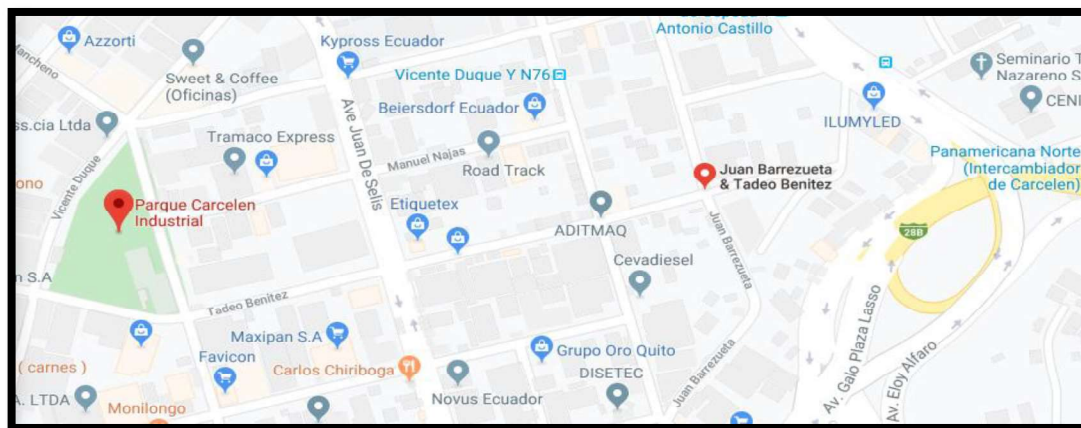 Antonio Castillo
Azzorti
Kypross Ecuador
Mancheno
Sweet & Coffee
(Oficinas)
Vicente Duque Y N76
Seminario T
Nazareno S
Beiersdorf Ecuador
CENI
ILUMYLED
ss.cia Ltda
Tramaco Express
Ave Juan De Selis
Manuel Najas
Panamericana Norte
(Intercambiador
de Carcelen)
Road Track
Juan Barrezueta
& Tadeo Benitez
ono
Vicente Duque
Parque Carcelen
Industrial
Etiquetex
ADITMAQ
Juan Barrezueta
28B
Cevadiesel
n S.A
Tadeo Benitez
Maxipan S.A
Grupo Oro Quito
Av. Galo Plaza Lasso
Av. Eloy Alfaro
( carnes )
Favicon
Carlos Chiriboga
DISETEC
Juan Barrezueta
A. LTDA
Monilongo
Novus Ecuador